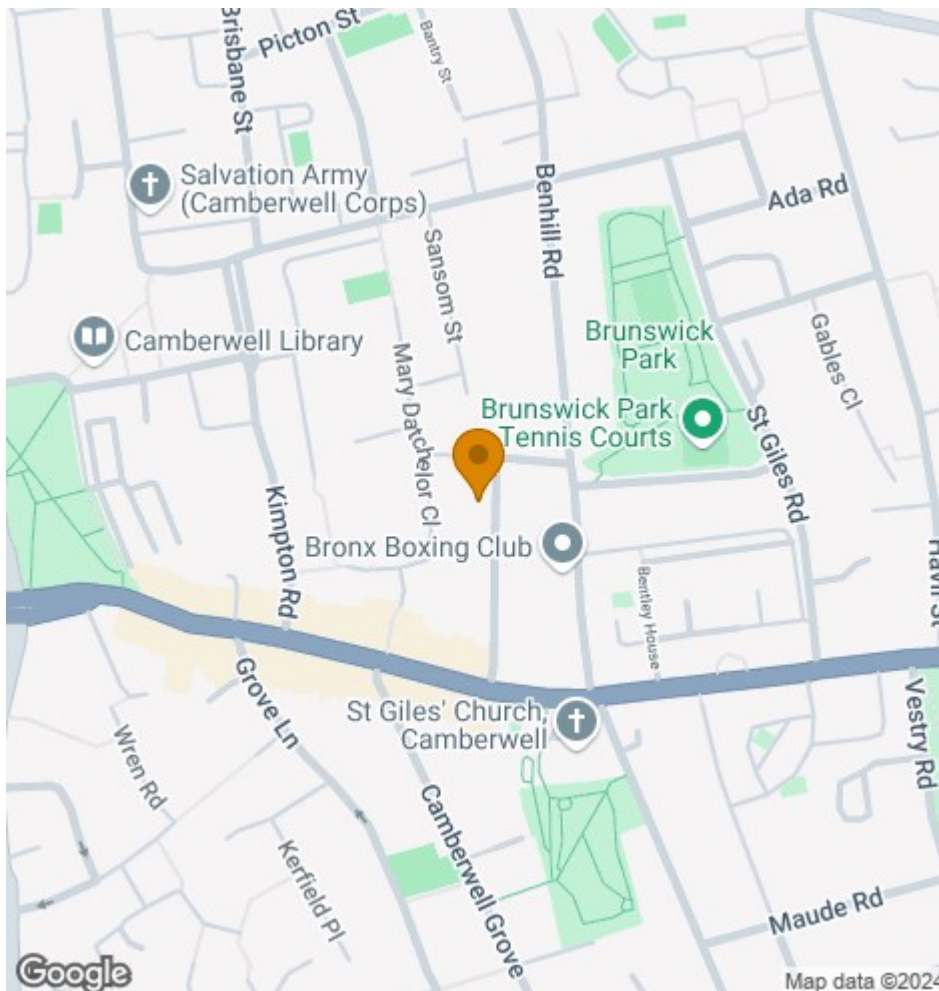 Picton St
Brisbane St
Bantry St
Benhill Rd
Salvation Army
(Camberwell Corps)
Ada Rd
Sansom St
Camberwell Library
Brunswick
Park
Gables Cl
Mary Datchelor Cl
Brunswick Park
Tennis Courts
St Giles Rd
Kimpton Rd
Bronx Boxing Club
Bentley House
Havil St
Grove Ln
St Giles' Church,
Camberwell
Vestry Rd
Wren Rd
Camberwell Grove
Kerfield Pl
Maude Rd
Google
Map data ©2024